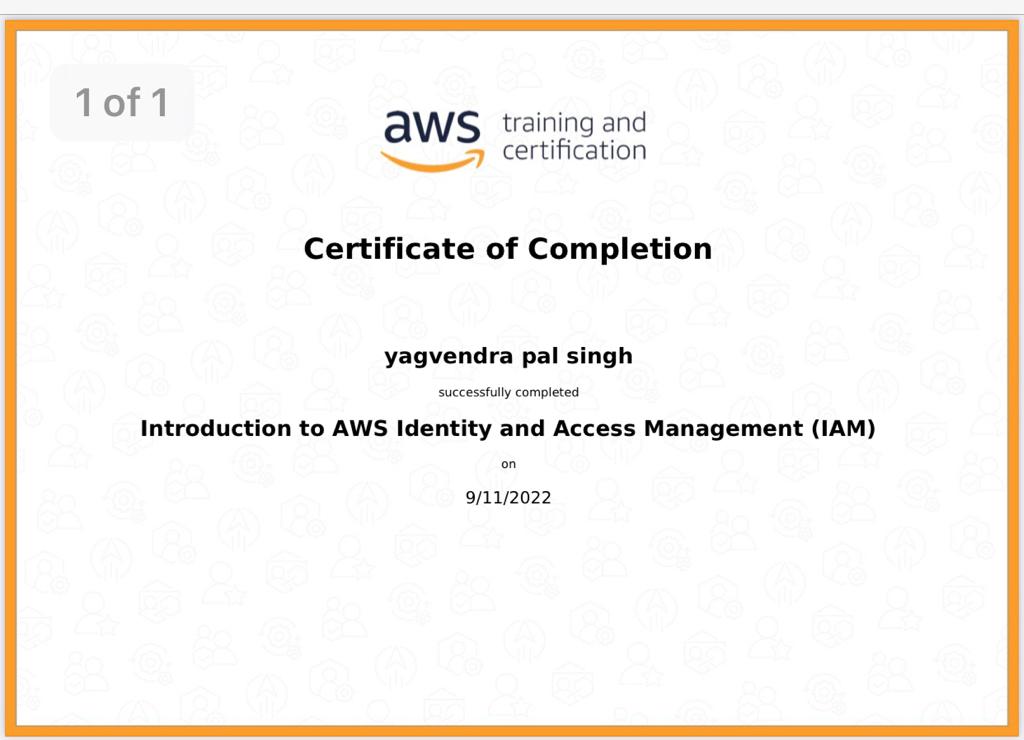 1 of 1
aws training and
certification
Certificate of Completion
yagvendra pal singh
successfully completed
Introduction to AWS Identity and Access Management (IAM)
on
9/11/2022